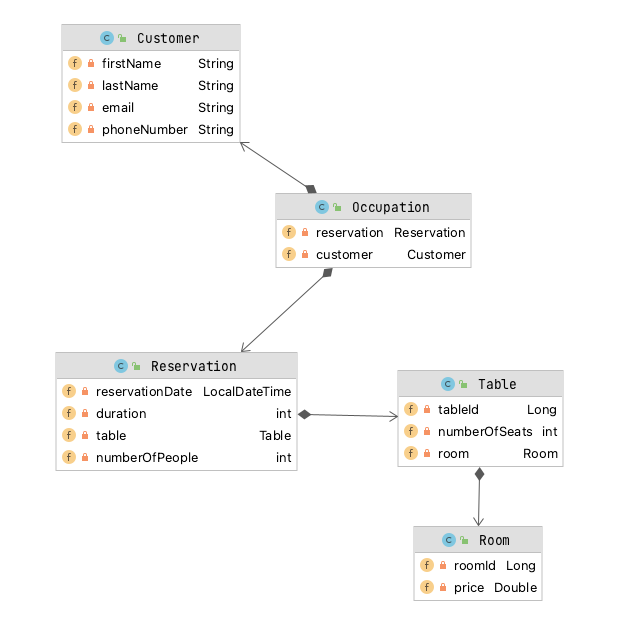 Customer
firstName String
lastName String
email String
phoneNumber String
Occupation
reservation Reservation
customer Customer
Reservation
reservationDate LocalDateTime
duration int
table Table
numberOfPeople int
Table
tableId Long
numberOfSeats int
room Room
Room
roomId Long
price Double